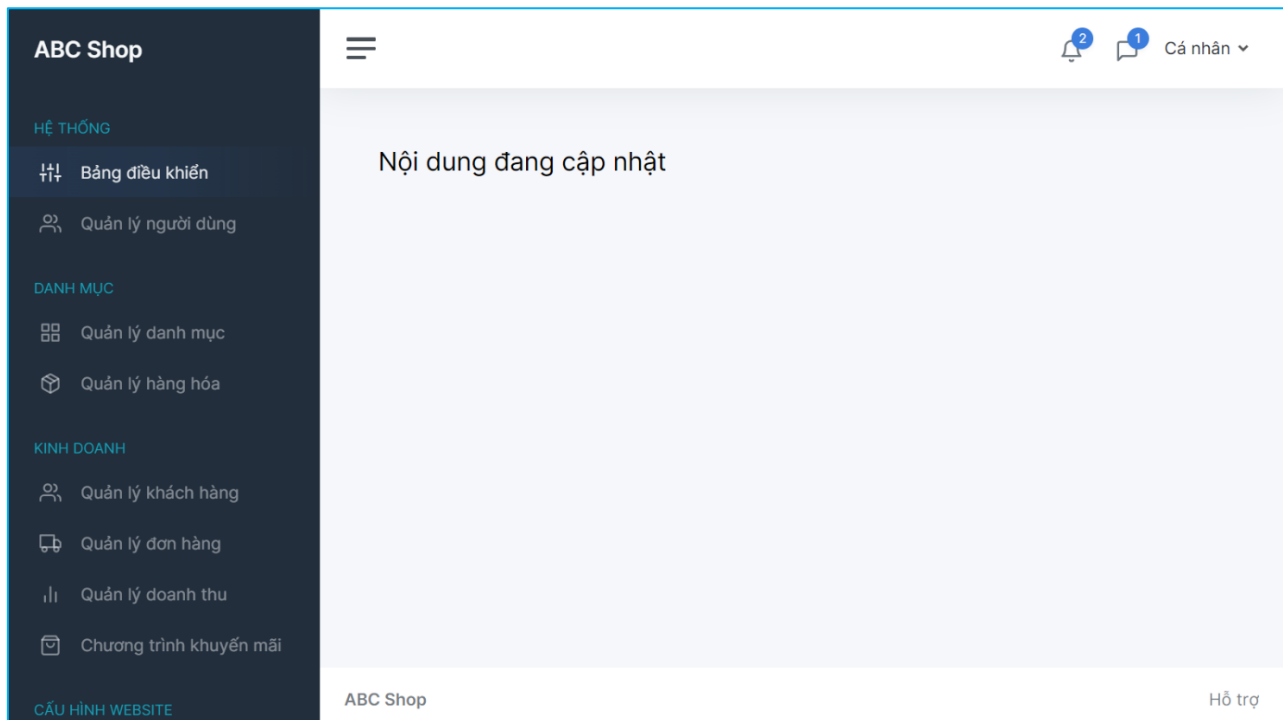 ABC Shop
2
1
Cá nhân
HỆ THỐNG
Bảng điều khiển
Quản lý người dùng
DANH MỤC
Quản lý danh mục
Quản lý hàng hóa
KINH DOANH
Quản lý khách hàng
Quản lý đơn hàng
Quản lý doanh thu
Chương trình khuyến mãi
CẤU HÌNH WEBSITE
Nội dung đang cập nhật
ABC Shop
Hỗ trợ